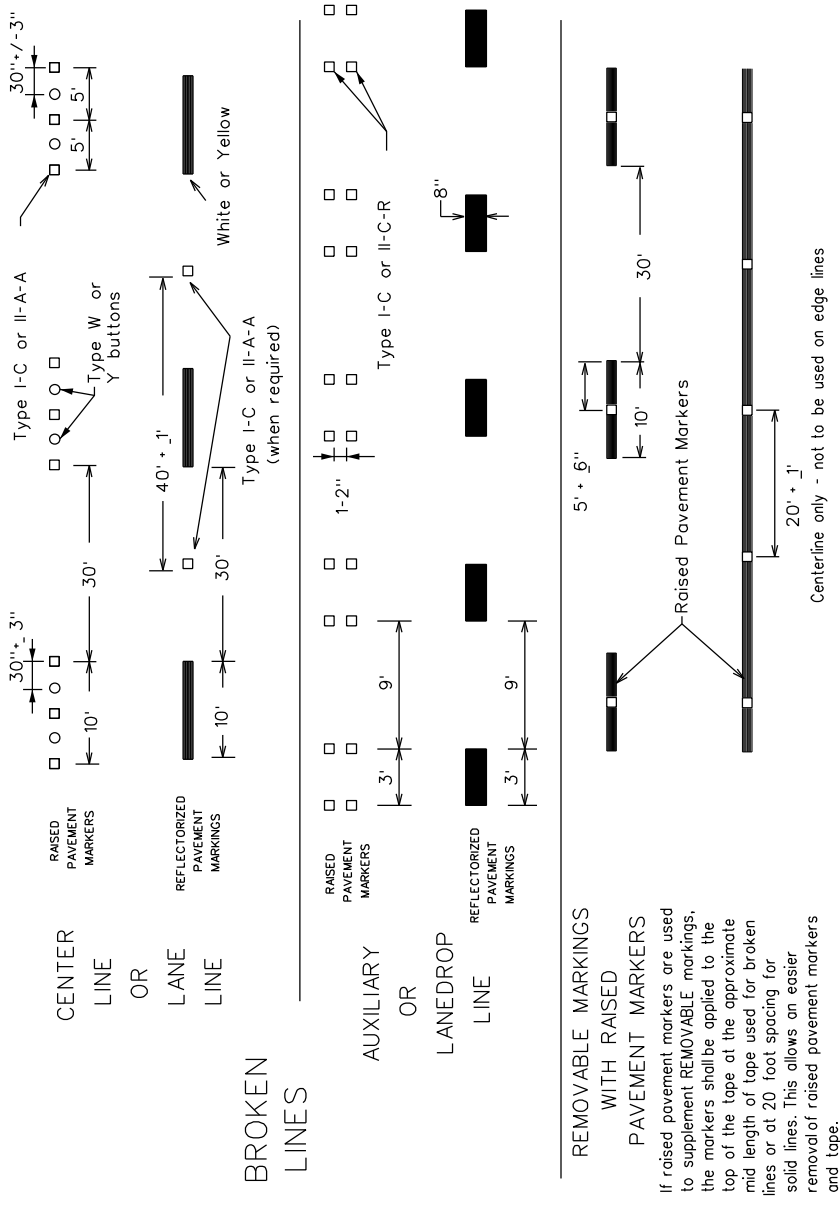 BROKEN
LINES
CENTER
LINE
OR
LANE
LINE
RAISED
PAVEMENT
MARKERS
10'
30'
30"+_ 3"
Type I-C or II-A-A
Type W or
Y buttons
30"+/-3"
5'
5'
REFLECTORIZED
PAVEMENT
MARKINGS
10'
30'
40' + 1'
Type I-C or II-A-A
(when required)
White or Yellow
AUXILIARY
OR
LANEDROP
LINE
RAISED
PAVEMENT
MARKERS
3'
9'
1-2"
Type I-C or II-C-R
REFLECTORIZED
PAVEMENT
MARKINGS
3'
9'
8"
REMOVABLE MARKINGS
WITH RAISED
PAVEMENT MARKERS
If raised pavement markers are used
to supplement REMOVABLE markings,
the markers shall be applied to the
top of the tape at the approximate
mid length of tape used for broken
lines or at 20 foot spacing for
solid lines. This allows an easier
removal of raised pavement markers
and tape.
5' + 6"
10'
30'
Raised Pavement Markers
20' + 1'
Centerline only - not to be used on edge lines